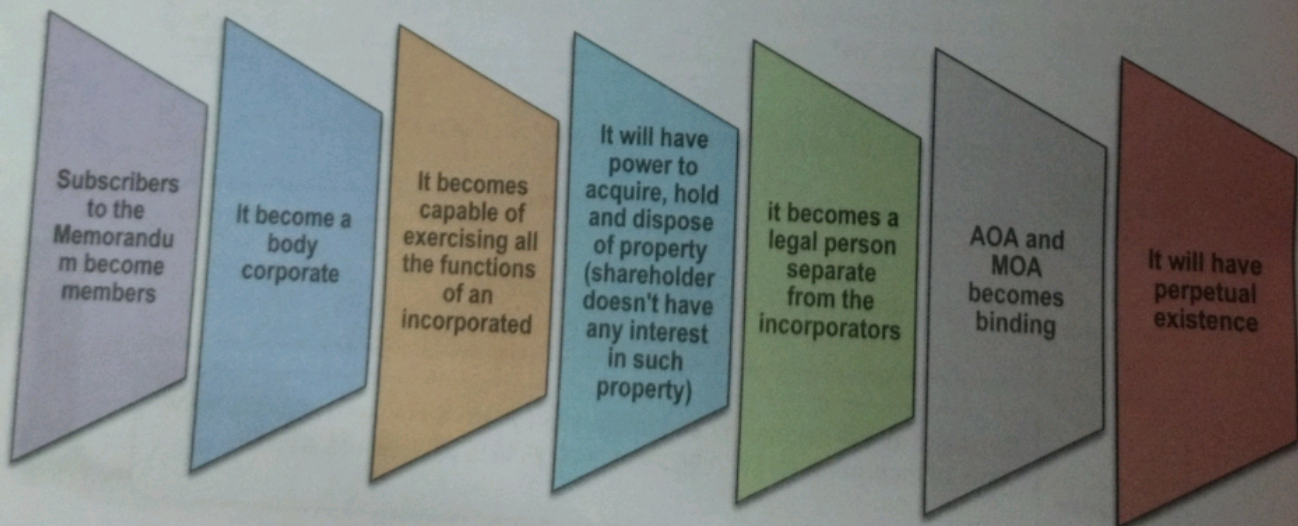 Subscribers
to the
Memorandu
m become
members
It become a
body
corporate
It becomes
capable of
exercising all
the functions
of an
incorporated
It will have
power to
acquire, hold
and dispose
of property
(shareholder
doesn't have
any interest
in such
property)
it becomes a
legal person
separate
from the
incorporators
AOA and
MOA
becomes
binding
It will have
perpetual
existence